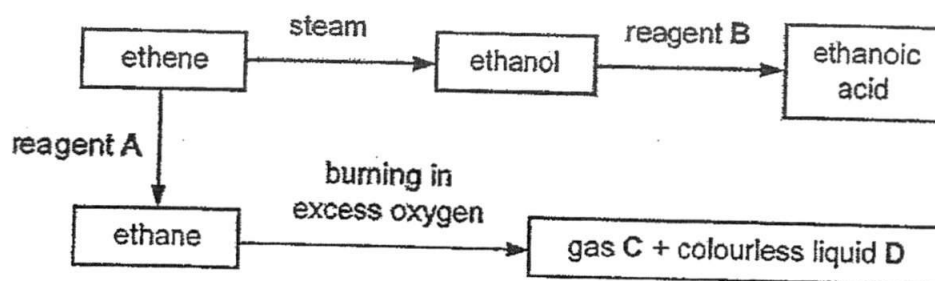 steam
reagent B
ethene
ethanol
ethanoic
acid
reagent A
burning in
excess oxygen
ethane
gas C + colourless liquid D